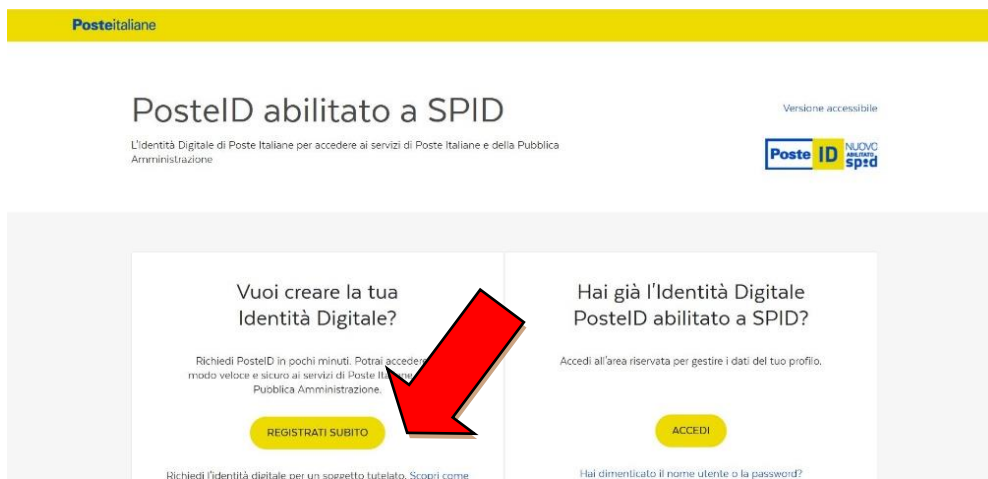 Posteitaliane
PosteID abilitato a SPID
L'Identità Digitale di Poste Italiane per accedere ai servizi di Poste Italiane e della Pubblica
Amministrazione
Versione accessibile
Poste ID NUOVO
ABILITATO
spid
Vuoi creare la tua
Identità Digitale?
Richiedi PosteID in pochi minuti. Potrai accedere
modo veloce e sicuro ai servizi di Poste Italiane
Pubblica Amministrazione.
REGISTRATI SUBITO
Richiedi l'identità digitale per un soggetto tutelato. Scopri come
Hai già l'Identità Digitale
PosteID abilitato a SPID?
Accedi all'area riservata per gestire i dati del tuo profilo.
ACCEDI
Hai dimenticato il nome utente o la password?